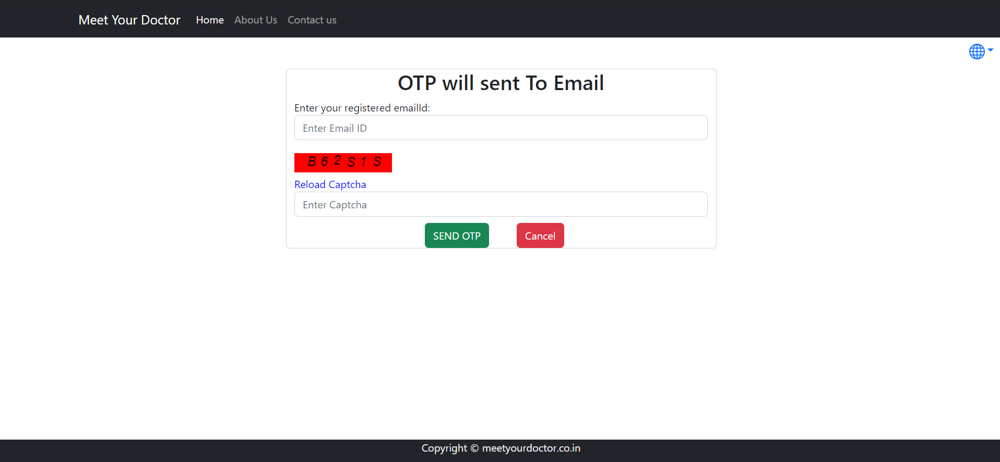 Meet Your Doctor Home About Us Contact us
OTP will sent To Email
Enter your registered emailId:
Enter Email ID
B 6 2 S 1 S
Reload Captcha
Enter Captcha
SEND OTP Cancel
Copyright © meetyourdoctor.co.in